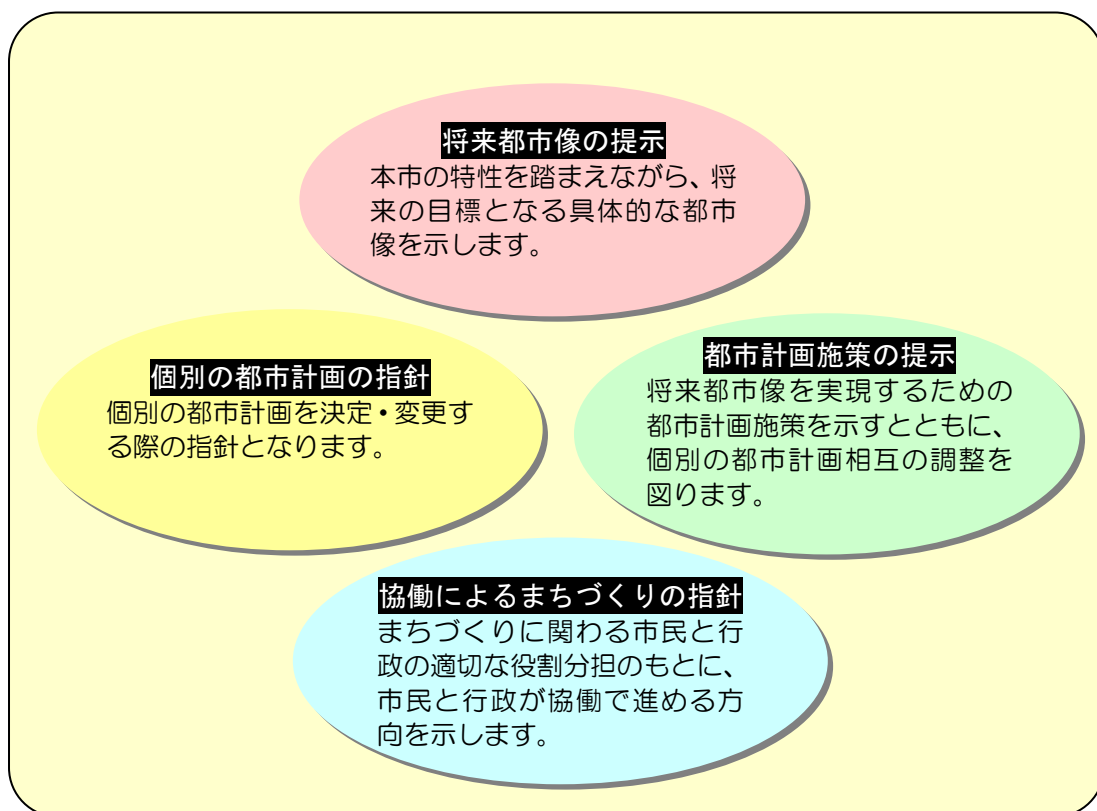 将来都市像の提示
本市の特性を踏まえながら、将
来の目標となる具体的な都市
像を示します。
個別の都市計画の指針
個別の都市計画を決定・変更す
る際の指針となります。
都市計画施策の提示
将来都市像を実現するための
都市計画施策を示すとともに、
個別の都市計画相互の調整を
図ります。
協働によるまちづくりの指針
まちづくりに関わる市民と行
政の適切な役割分担のもとに、
市民と行政が協働で進める方
向を示します。